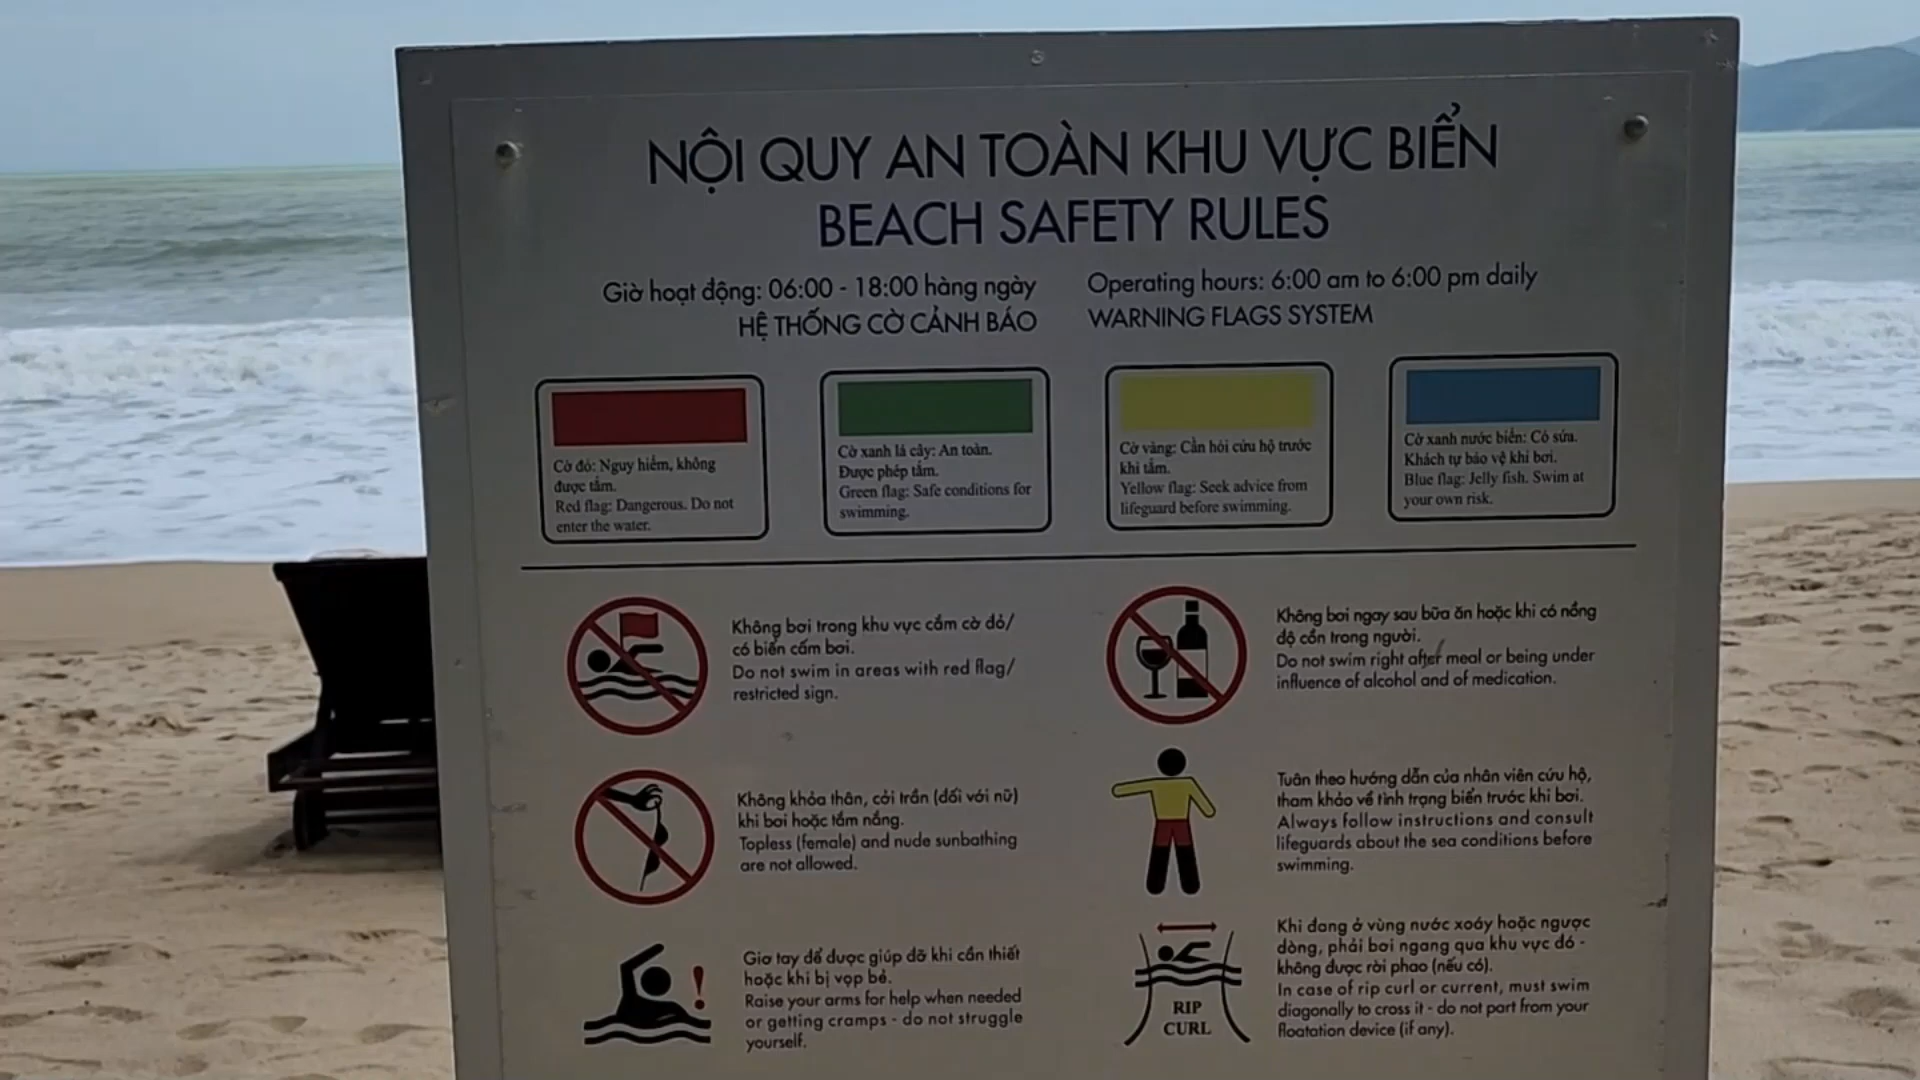 NỘI QUY AN TOÀN KHU VỰC BIỂN
BEACH SAFETY RULES
Giờ hoạt động: 06:00 - 18:00 hàng ngày
HỆ THỐNG CỜ CẢNH BÁO
Operating hours: 6:00 am to 6:00 pm daily
WARNING FLAGS SYSTEM
Cờ đỏ: Nguy hiểm, không
được tắm.
Red flag: Dangerous. Do not
enter the water.
Cờ xanh lá cây: An toàn.
Được phép tắm.
Green flag: Safe conditions for
swimming.
Cờ vàng: Cần hỏi cứu hộ trước
khi tắm.
Yellow flag: Seek advice from
lifeguard before swimming.
Cờ xanh nước biển: Có sứa.
Khách tự bảo vệ khi bơi.
Blue flag: Jelly fish. Swim at
your own risk.
Không bơi trong khu vực cắm cờ đỏ/
có biển cấm bơi.
Do not swim in areas with red flag/
restricted sign.
Không bơi ngay sau bữa ăn hoặc khi có nồng
độ cồn trong người.
Do not swim right after meal or being under
influence of alcohol and of medication.
Không khỏa thân, cởi trần (đối với nữ)
khi bơi hoặc tắm nắng.
Topless (female) and nude sunbathing
are not allowed.
Tuân theo hướng dẫn của nhân viên cứu hộ,
tham khảo về tình trạng biển trước khi bơi.
Always follow instructions and consult
lifeguards about the sea conditions before
swimming.
Giơ tay để được giúp đỡ khi cần thiết
hoặc khi bị vọp bẻ.
Raise your arms for help when needed
or getting cramps - do not struggle
yourself.
RIP
CURL
Khi đang ở vùng nước xoáy hoặc ngược
dòng, phải bơi ngang qua khu vực đó -
không được rời phao (nếu có).
In case of rip curl or current, must swim
diagonally to cross it - do not part from your
floatation device (if any).